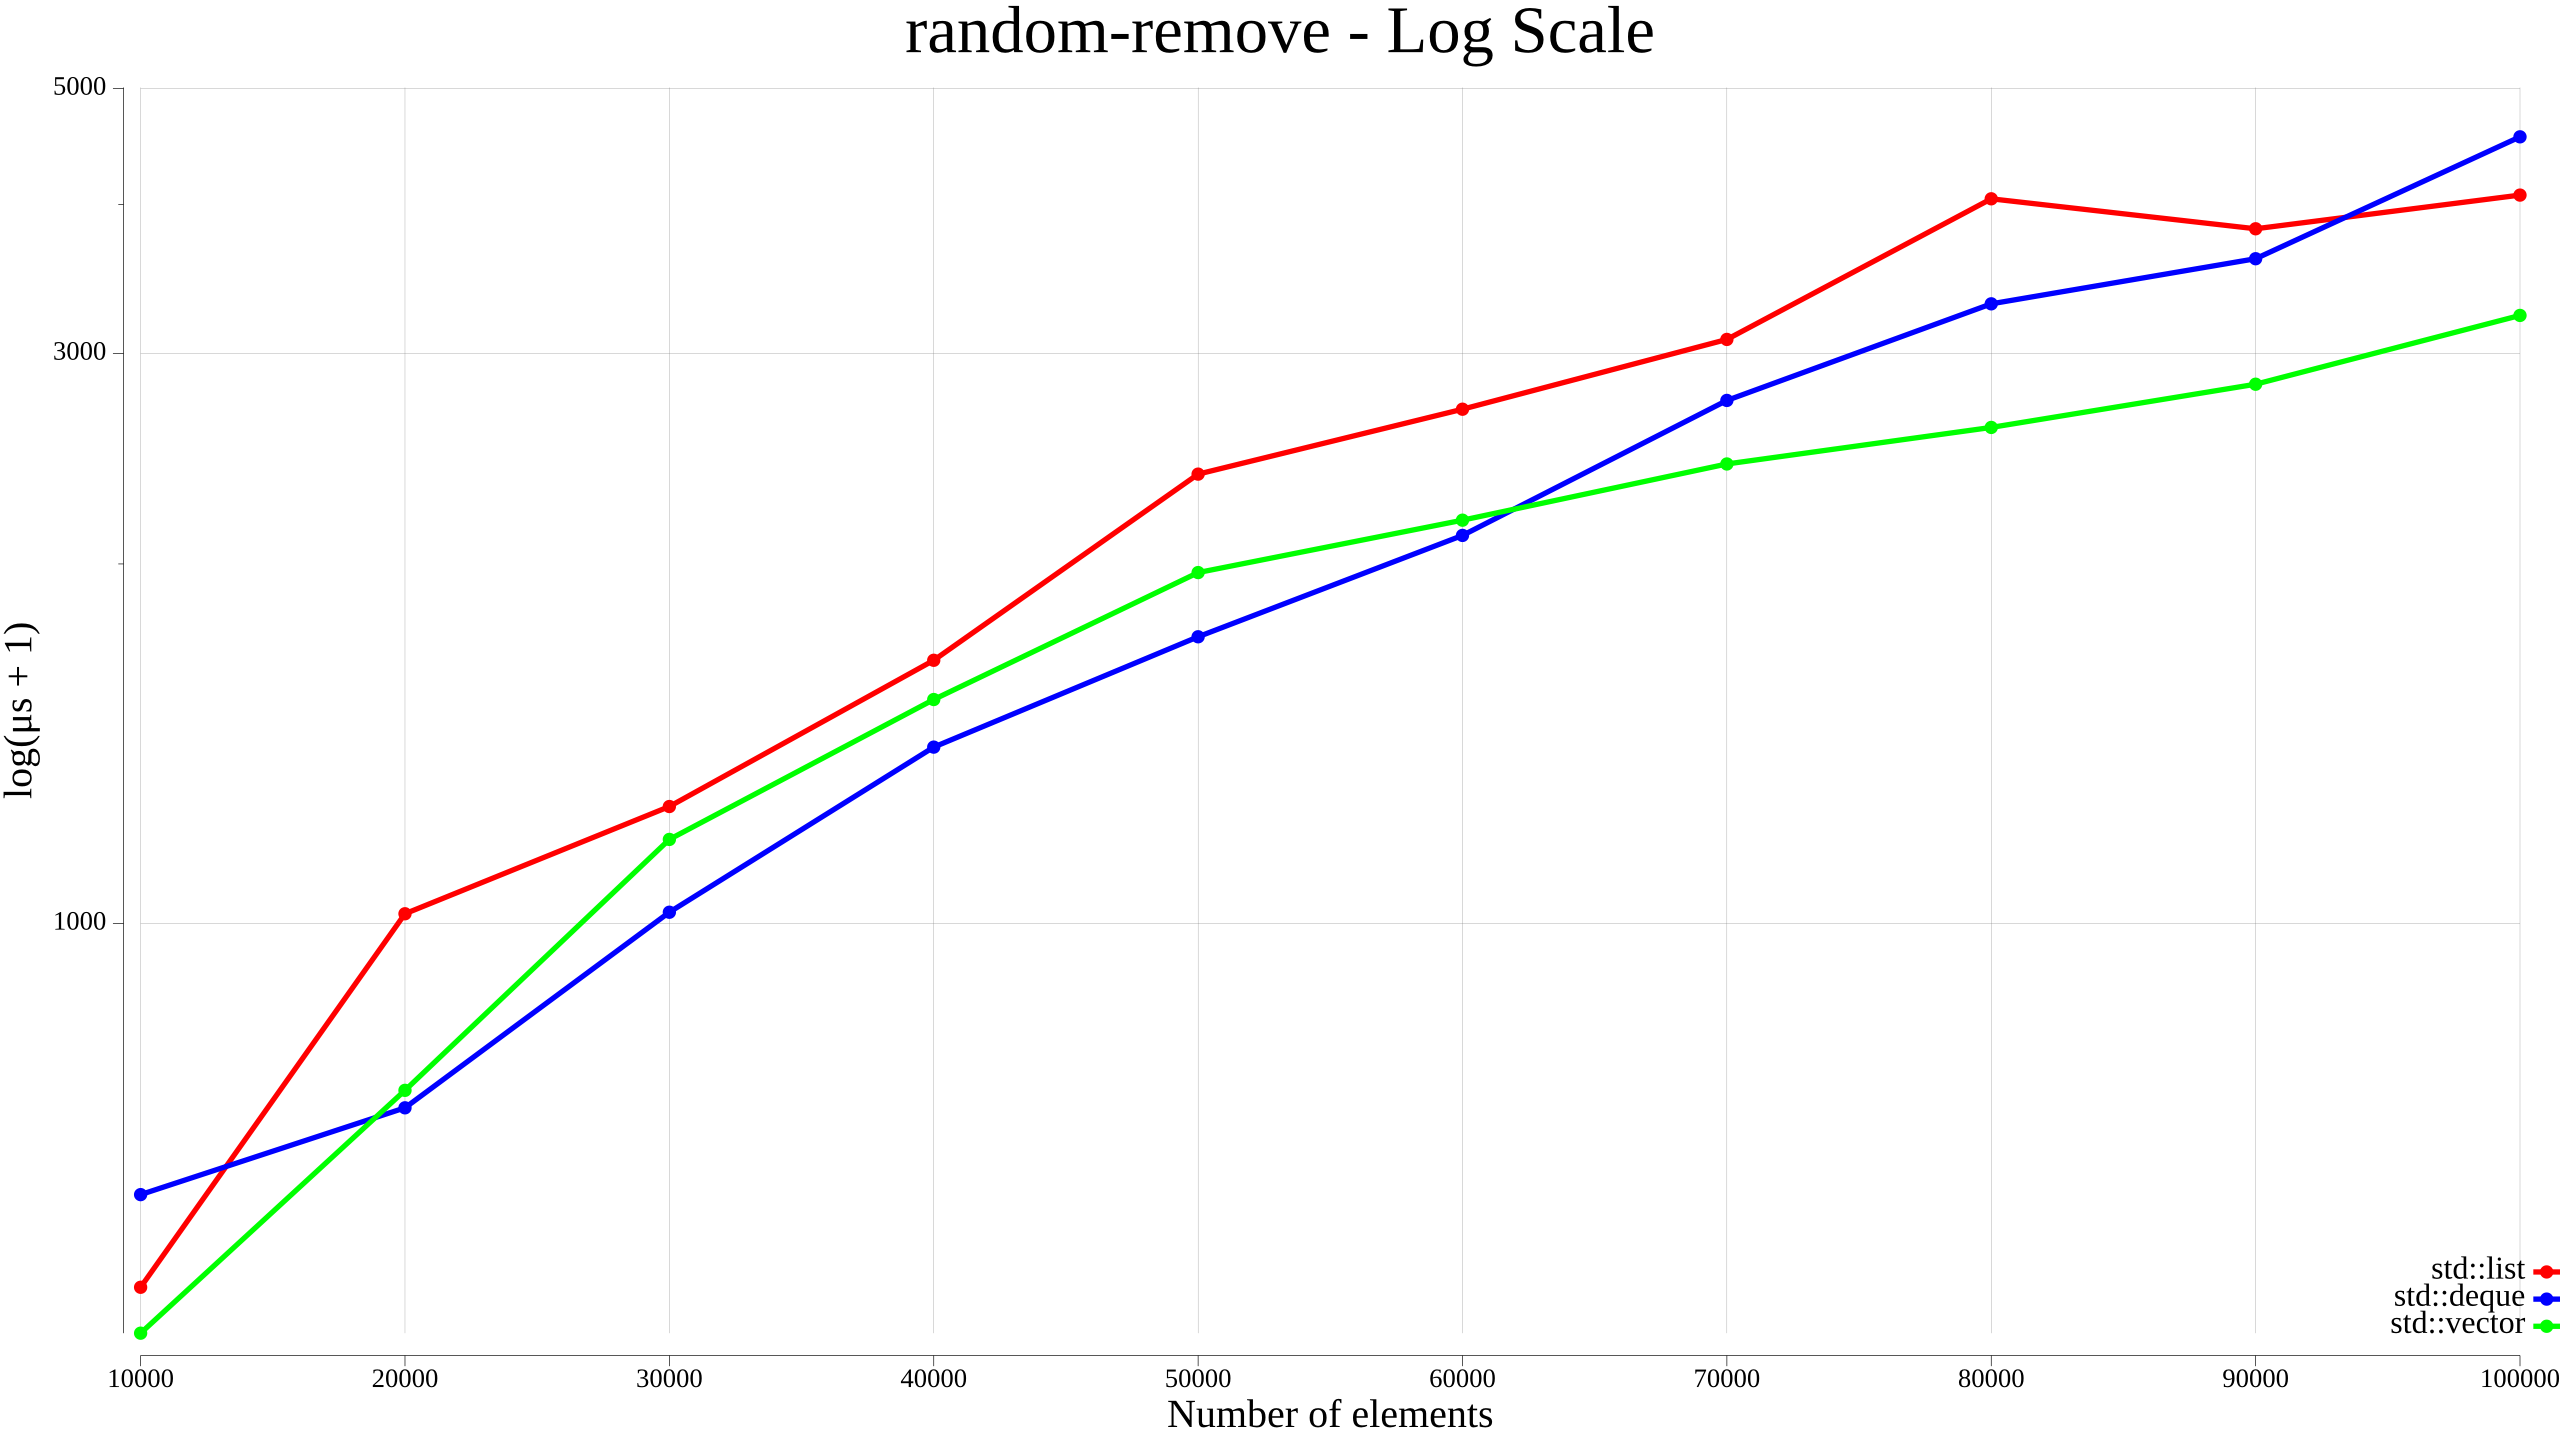 random-remove - Log Scale
5000
3000
1000
log(μs + 1)
std::list
std::deque
std::vector
10000 20000 30000 40000 50000 60000 70000 80000 90000 100000
Number of elements